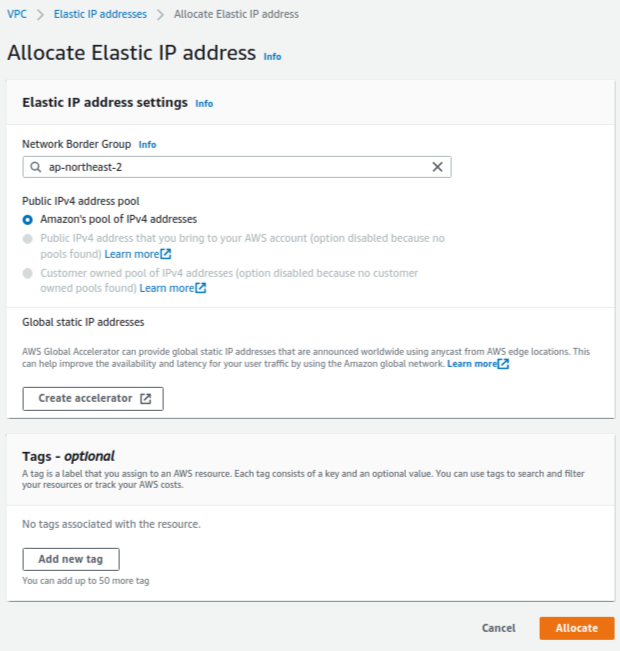 VPC > Elastic IP addresses > Allocate Elastic IP address
Allocate Elastic IP address Info
Elastic IP address settings Info
Network Border Group Info
ap-northeast-2
Public IPv4 address pool
Amazon's pool of IPv4 addresses
Public IPv4 address that you bring to your AWS account (option disabled because no
pools found) Learn more
Customer owned pool of IPv4 addresses (option disabled because no customer
owned pools found) Learn more
Global static IP addresses
AWS Global Accelerator can provide global static IP addresses that are announced worldwide using anycast from AWS edge locations. This
can help improve the availability and latency for your user traffic by using the Amazon global network. Learn more
Create accelerator
Tags - optional
A tag is a label that you assign to an AWS resource. Each tag consists of a key and an optional value. You can use tags to search and filter
your resources or track your AWS costs.
No tags associated with the resource.
Add new tag
You can add up to 50 more tag
Cancel
Allocate